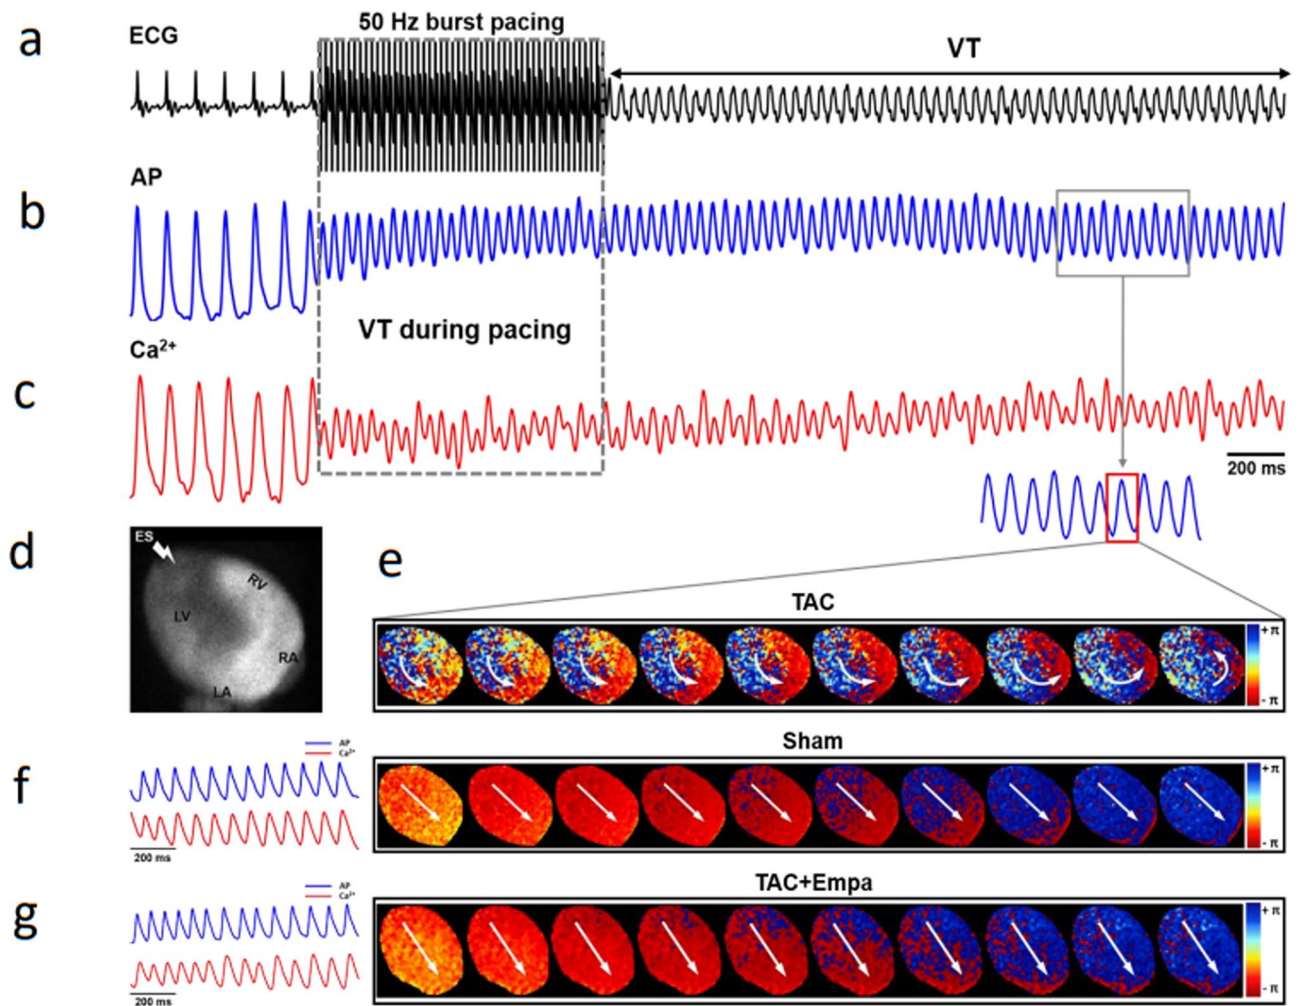 a
ECG
50 Hz burst pacing
VT
AP
b
VT during pacing
Ca²⁺
c
200 ms
d
ES
RV
LV
RA
LA
e
TAC
+π
- π
f
AP
Ca²⁺
200 ms
Sham
+π
- π
g
AP
Ca²⁺
200 ms
TAC+Empa
+ π
- π